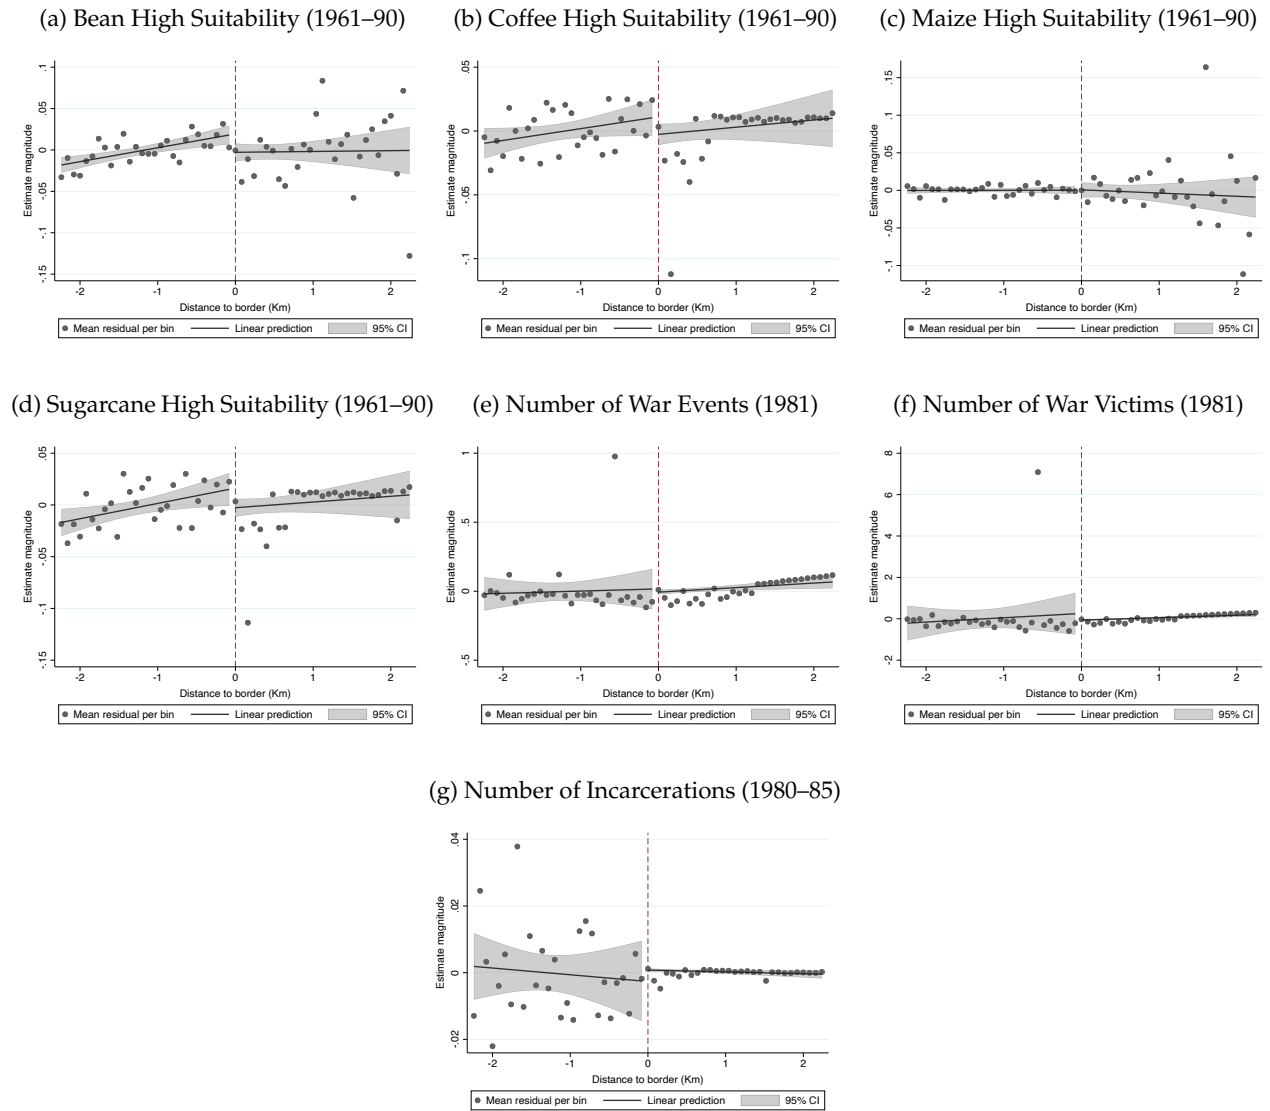 (a) Bean High Suitability (1961–90)
(b) Coffee High Suitability (1961–90)
(c) Maize High Suitability (1961–90)
Estimate magnitude
.1
.05
0
-.05
-.1
-.15
-2
-1
0
1
2
Distance to border (Km)
Mean residual per bin
Linear prediction
95% CI
Estimate magnitude
.05
0
-.05
-.1
-2
-1
0
1
2
Distance to border (Km)
Mean residual per bin
Linear prediction
95% CI
Estimate magnitude
.15
.1
.05
0
-.05
-.1
-2
-1
0
1
2
Distance to border (Km)
Mean residual per bin
Linear prediction
95% CI
(d) Sugarcane High Suitability (1961–90)
(e) Number of War Events (1981)
(f) Number of War Victims (1981)
Estimate magnitude
.05
0
-.05
-.1
-.15
-2
-1
0
1
2
Distance to border (Km)
Mean residual per bin
Linear prediction
95% CI
Estimate magnitude
1
.5
0
-.5
-2
-1
0
1
2
Distance to border (Km)
Mean residual per bin
Linear prediction
95% CI
Estimate magnitude
8
6
4
2
0
-2
-2
-1
0
1
2
Distance to border (Km)
Mean residual per bin
Linear prediction
95% CI
(g) Number of Incarcerations (1980–85)
Estimate magnitude
.04
.02
0
-.02
-2
-1
0
1
2
Distance to border (Km)
Mean residual per bin
Linear prediction
95% CI